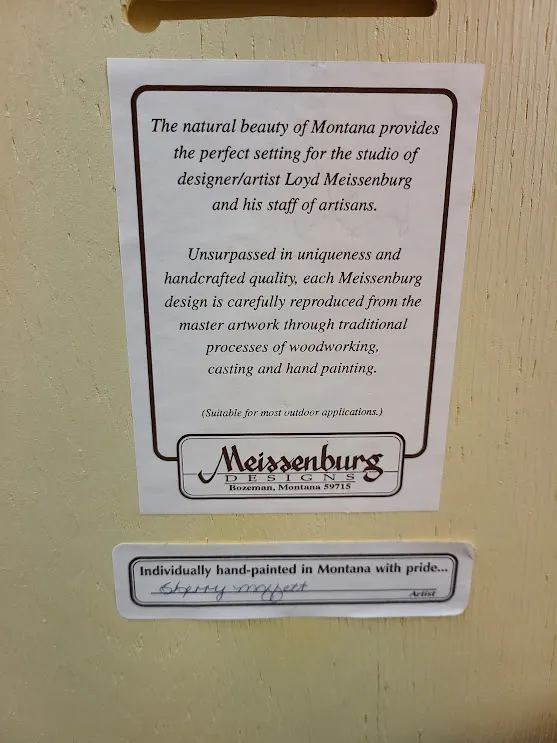 The natural beauty of Montana provides
the perfect setting for the studio of
designer/artist Loyd Meissenburg
and his staff of artisans.
Unsurpassed in uniqueness and
handcrafted quality, each Meissenburg
design is carefully reproduced from the
master artwork through traditional
processes of woodworking,
casting and hand painting.
(Suitable for most outdoor applications.)
Meissenburg
DESIGNS
Bozeman, Montana 59715
Individually hand-painted in Montana with pride...
Sherry Moffett
Artist